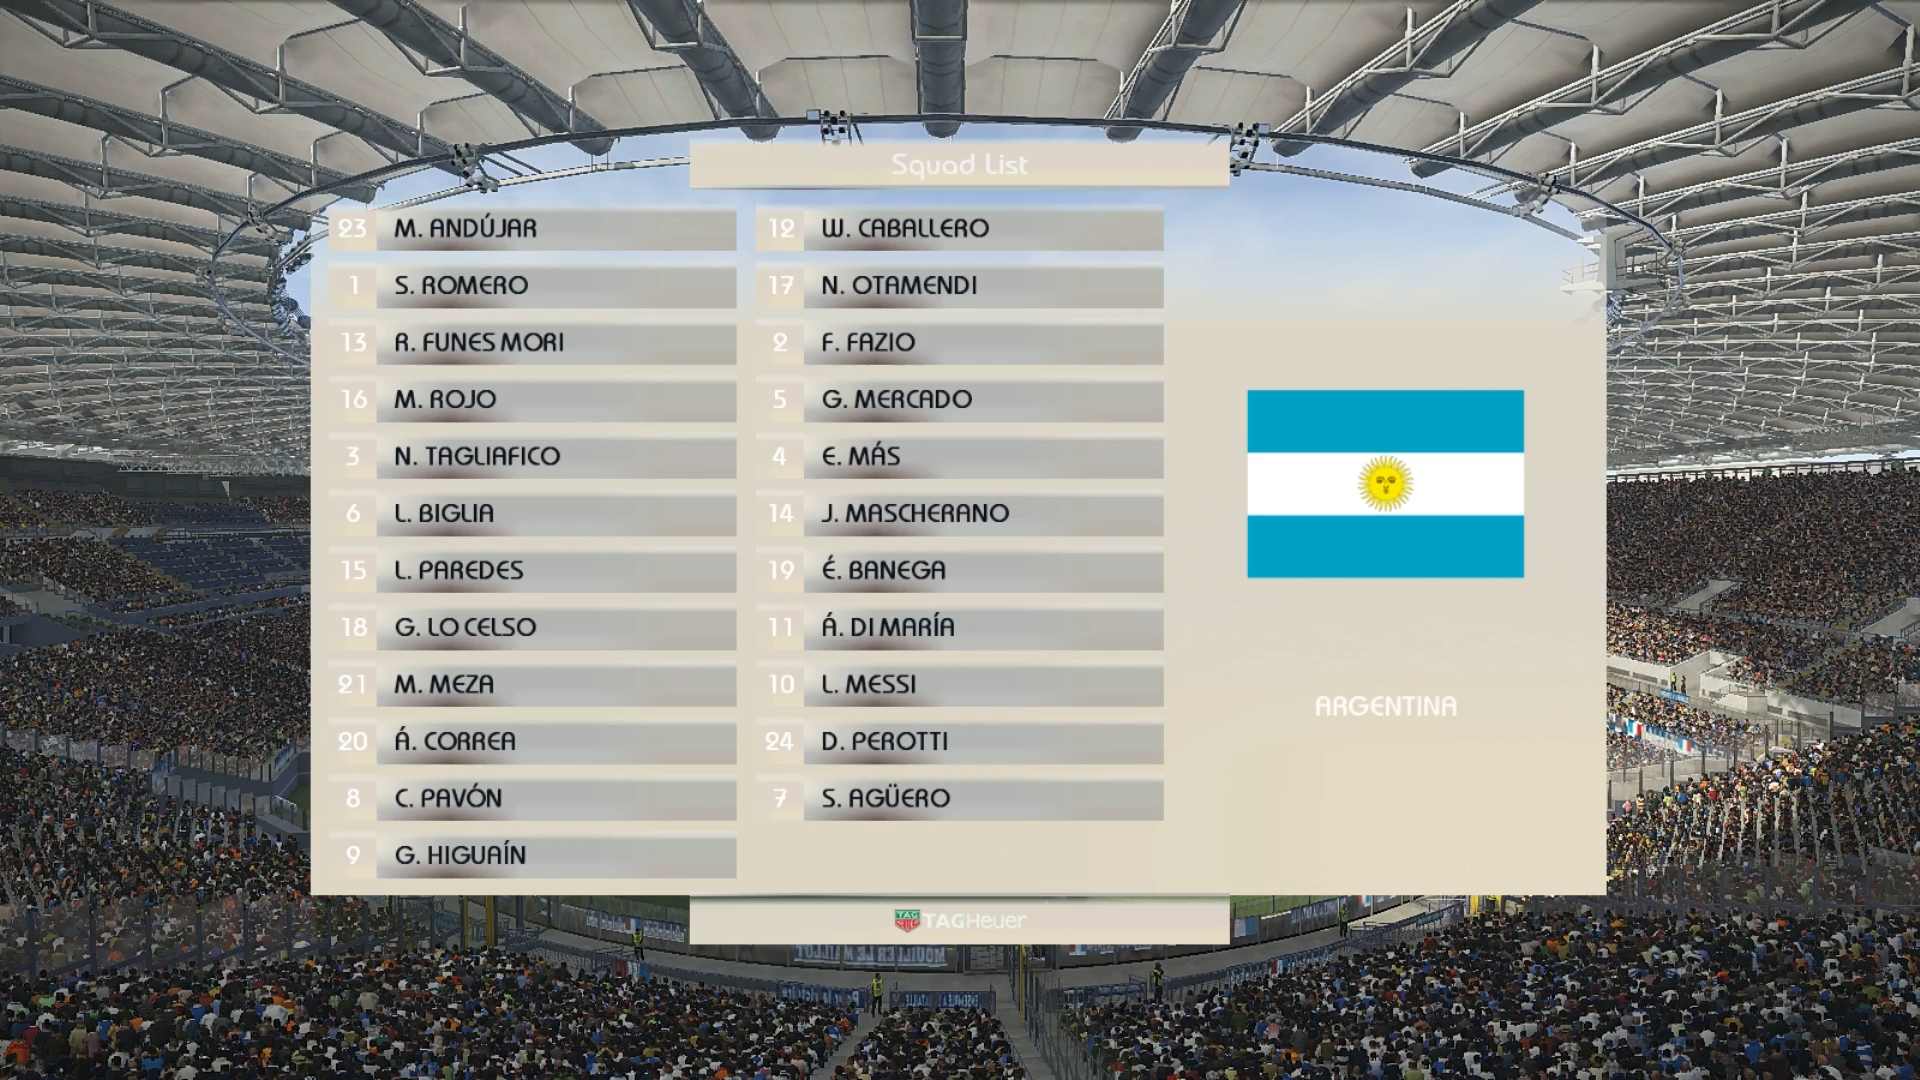 Squad List
23 M. ANDÚJAR
12 W. CABALLERO
1 S. ROMERO
17 N. OTAMENDI
13 R. FUNES MORI
2 F. FAZIO
16 M. ROJO
5 G. MERCADO
3 N. TAGLIAFICO
4 E. MÁS
6 L. BIGLIA
14 J. MASCHERANO
15 L. PAREDES
19 É. BANEGA
18 G. LO CELSO
11 Á. DI MARÍA
21 M. MEZA
10 L. MESSI
20 Á. CORREA
24 D. PEROTTI
8 C. PAVÓN
7 S. AGÜERO
9 G. HIGUAÍN
ARGENTINA
TAG TAGHeuer